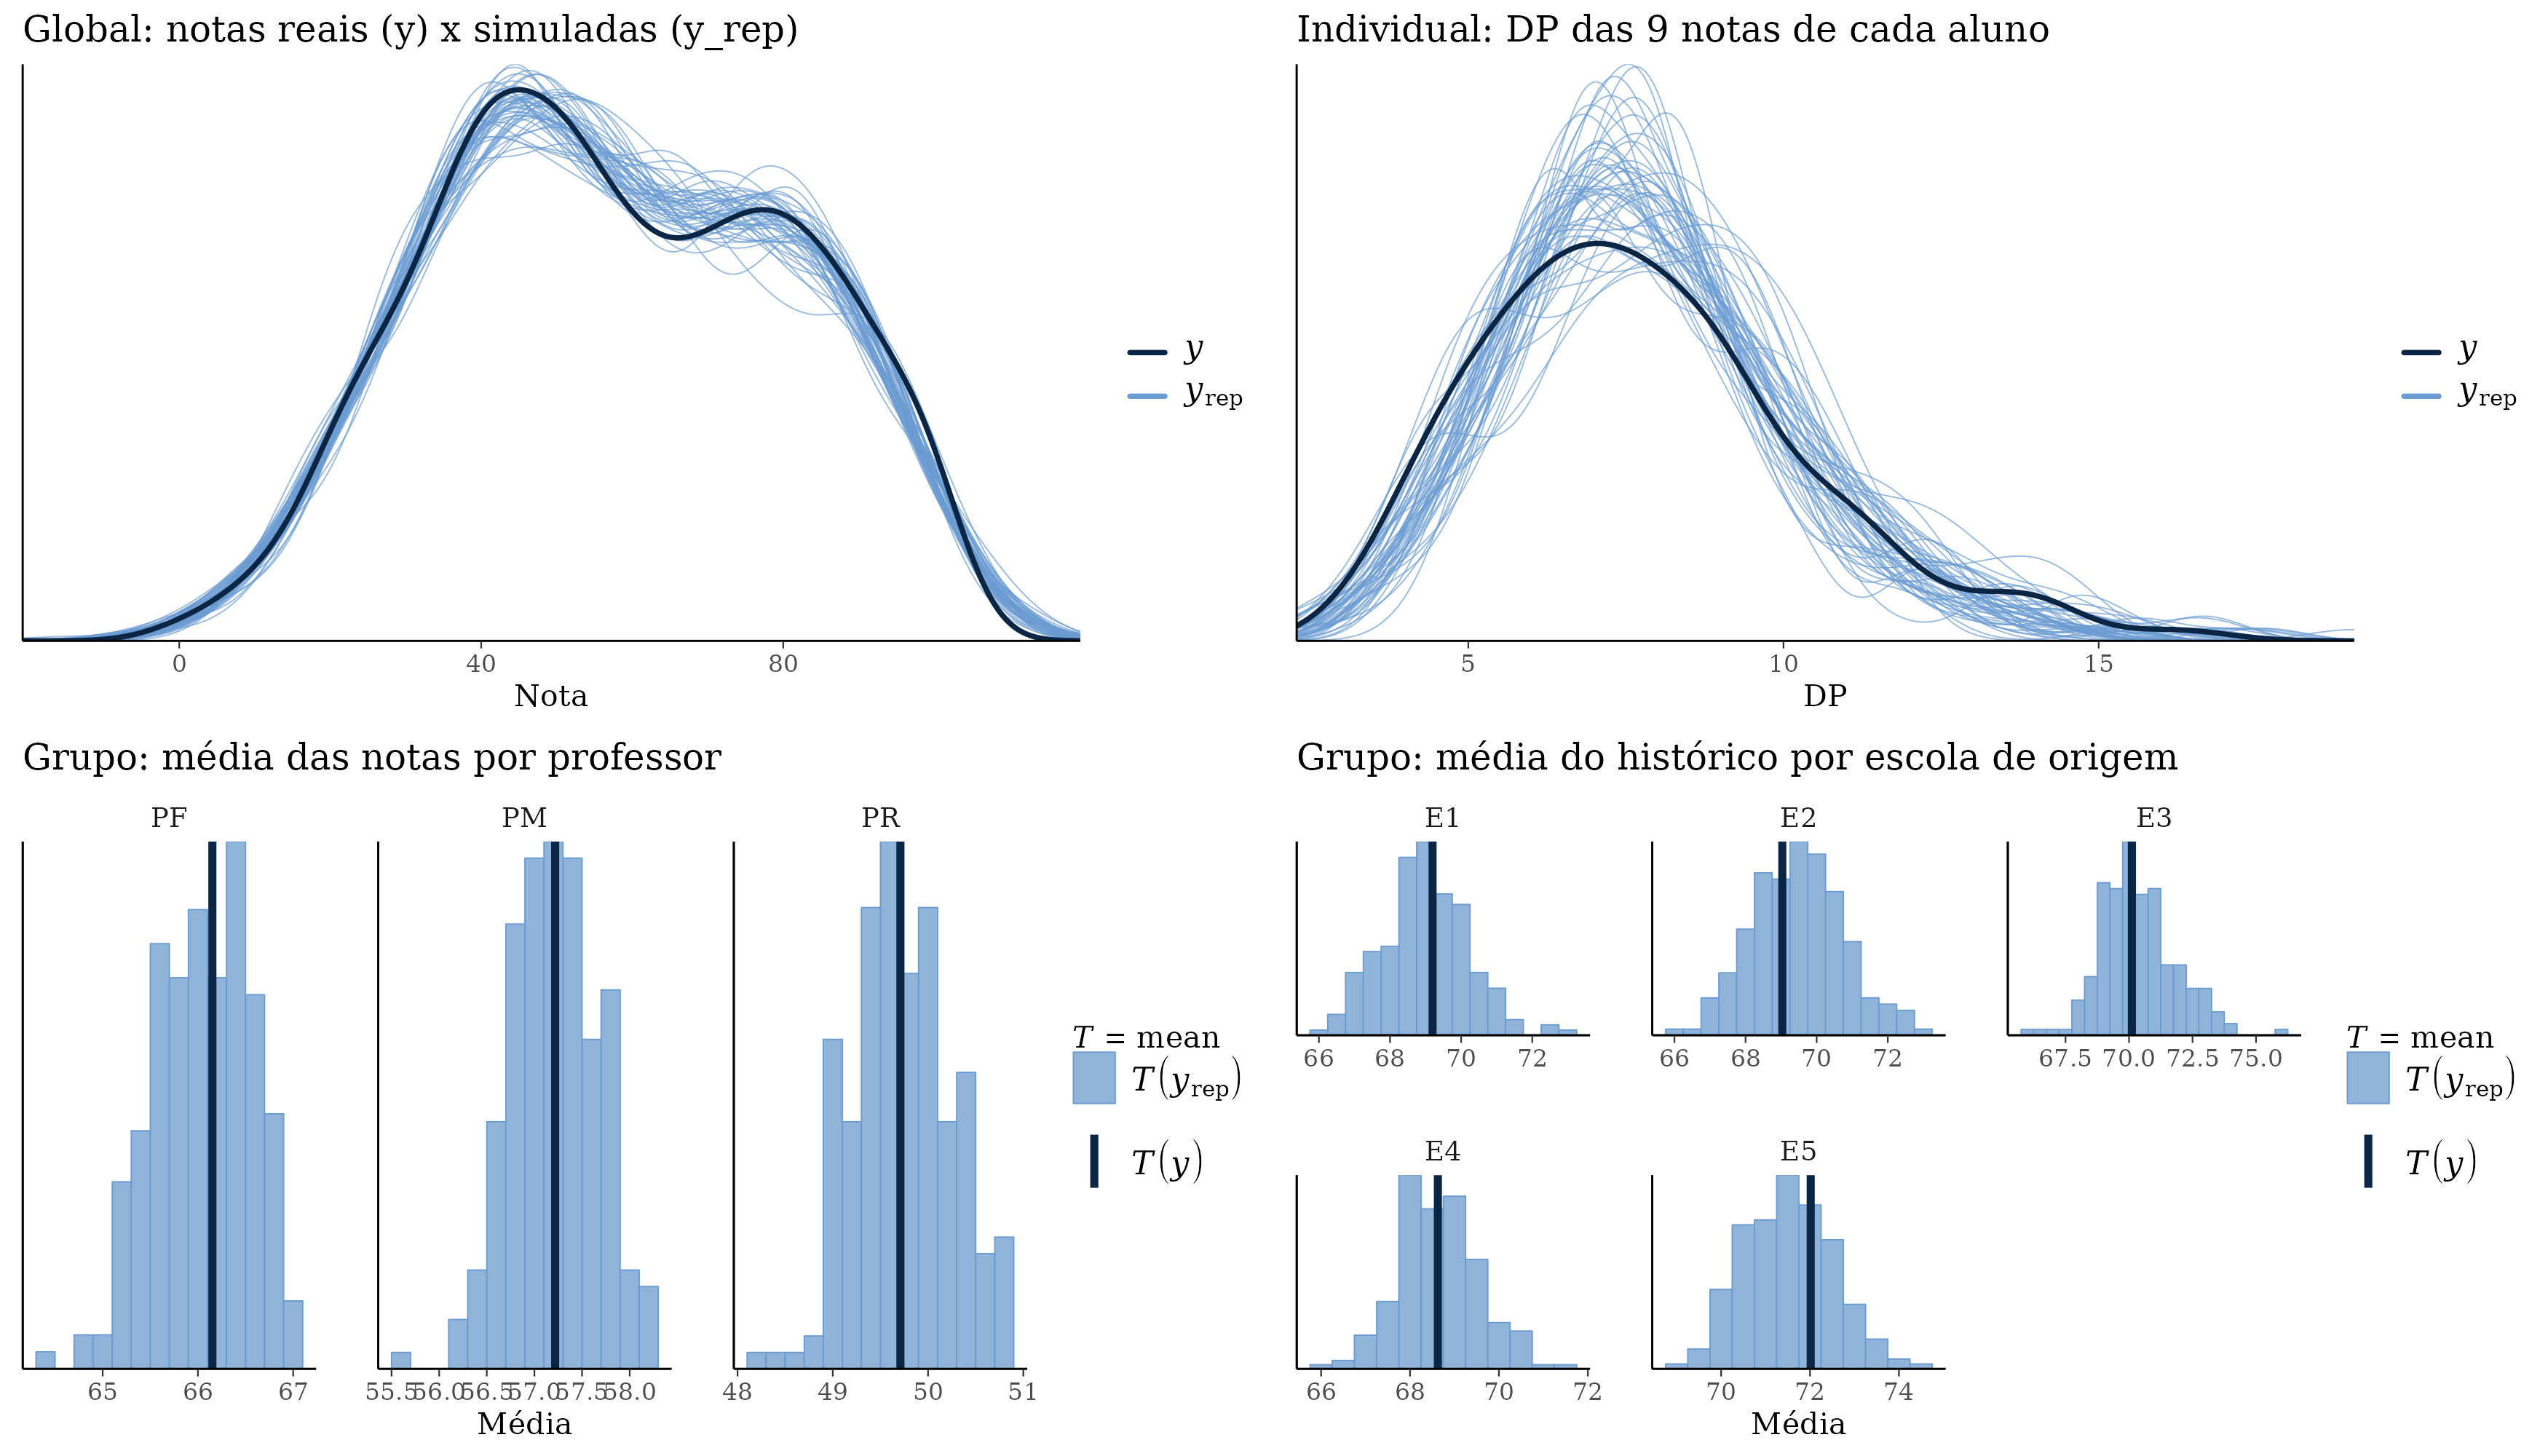 Global: notas reais (y) x simuladas (y_rep)
y
yrep
0 40 80
Nota
Individual: DP das 9 notas de cada aluno
y
yrep
5 10 15
DP
Grupo: média das notas por professor
PF PM PR
65 66 67
55.5 56.0 56.5 57.0 57.5 58.0
48 49 50 51
Média
T = mean
T(yrep)
T(y)
Grupo: média do histórico por escola de origem
E1 E2 E3
66 68 70 72
66 68 70 72
67.5 70.0 72.5 75.0
E4 E5
66 68 70 72
70 72 74
Média
T = mean
T(yrep)
T(y)